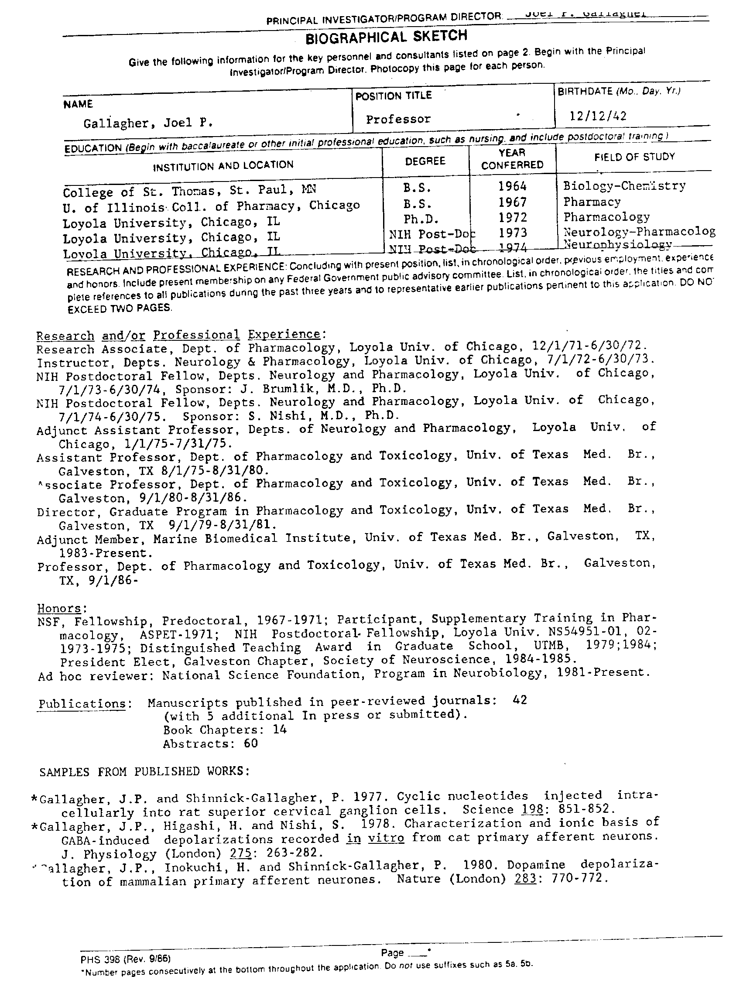 PRINCIPAL INVESTIGATOR/PROGRAM DIRECTOR: Joel P. Gallagher
BIOGRAPHICAL SKETCH
Give the following information for the key personnel and consultants listed on page 2. Begin with the Principal
Investigator/Program Director. Photocopy this page for each person.
NAME POSITION TITLE BIRTHDATE (Mo., Day, Yr.)
Gallagher, Joel P. Professor 12/12/42
EDUCATION (Begin with baccalaureate or other initial professional education, such as nursing, and include postdoctoral training.)
INSTITUTION AND LOCATION DEGREE YEAR CONFERRED FIELD OF STUDY
College of St. Thomas, St. Paul, MN B.S. 1964 Biology-Chemistry
U. of Illinois Coll. of Pharmacy, Chicago B.S. 1967 Pharmacy
Loyola University, Chicago, IL Ph.D. 1972 Pharmacology
Loyola University, Chicago, IL NIH Post-Doc 1973 Neurology-Pharmacolog
Loyola University, Chicago, IL NIH Post-Doc 1974 Neurophysiology
RESEARCH AND PROFESSIONAL EXPERIENCE: Concluding with present position, list, in chronological order, previous employment, experience
and honors. Include present membership on any Federal Government public advisory committee. List, in chronological order, the titles and com
plete references to all publications during the past three years and to representative earlier publications pertinent to this application. DO NO
EXCEED TWO PAGES.
Research and/or Professional Experience:
Research Associate, Dept. of Pharmacology, Loyola Univ. of Chicago, 12/1/71-6/30/72.
Instructor, Depts. Neurology & Pharmacology, Loyola Univ. of Chicago, 7/1/72-6/30/73.
NIH Postdoctoral Fellow, Depts. Neurology and Pharmacology, Loyola Univ. of Chicago,
7/1/73-6/30/74, Sponsor: J. Brumlik, M.D., Ph.D.
NIH Postdoctoral Fellow, Depts. Neurology and Pharmacology, Loyola Univ. of Chicago,
7/1/74-6/30/75. Sponsor: S. Nishi, M.D., Ph.D.
Adjunct Assistant Professor, Depts. of Neurology and Pharmacology, Loyola Univ. of
Chicago, 1/1/75-7/31/75.
Assistant Professor, Dept. of Pharmacology and Toxicology, Univ. of Texas Med. Br.,
Galveston, TX 8/1/75-8/31/80.
Associate Professor, Dept. of Pharmacology and Toxicology, Univ. of Texas Med. Br.,
Galveston, 9/1/80-8/31/86.
Director, Graduate Program in Pharmacology and Toxicology, Univ. of Texas Med. Br.,
Galveston, TX 9/1/79-8/31/81.
Adjunct Member, Marine Biomedical Institute, Univ. of Texas Med. Br., Galveston, TX,
1983-Present.
Professor, Dept. of Pharmacology and Toxicology, Univ. of Texas Med. Br., Galveston,
TX, 9/1/86-
Honors:
NSF, Fellowship, Predoctoral, 1967-1971; Participant, Supplementary Training in Phar-
macology, ASPET-1971; NIH Postdoctoral Fellowship, Loyola Univ. NS54951-01, 02-
1973-1975; Distinguished Teaching Award in Graduate School, UTMB, 1979;1984;
President Elect, Galveston Chapter, Society of Neuroscience, 1984-1985.
Ad hoc reviewer: National Science Foundation, Program in Neurobiology, 1981-Present.
Publications: Manuscripts published in peer-reviewed journals: 42
(with 5 additional In press or submitted).
Book Chapters: 14
Abstracts: 60
SAMPLES FROM PUBLISHED WORKS:
*Gallagher, J.P. and Shinnick-Gallagher, P. 1977. Cyclic nucleotides injected intra-
cellularly into rat superior cervical ganglion cells. Science 198: 851-852.
*Gallagher, J.P., Higashi, H. and Nishi, S. 1978. Characterization and ionic basis of
GABA-induced depolarizations recorded in vitro from cat primary afferent neurons.
J. Physiology (London) 275: 263-282.
Gallagher, J.P., Inokuchi, H. and Shinnick-Gallagher, P. 1980. Dopamine depolariza-
tion of mammalian primary afferent neurones. Nature (London) 283: 770-772.
PHS 398 (Rev. 9/86) Page ___*
*Number pages consecutively at the bottom throughout the application. Do not use suffixes such as 5a, 5b.